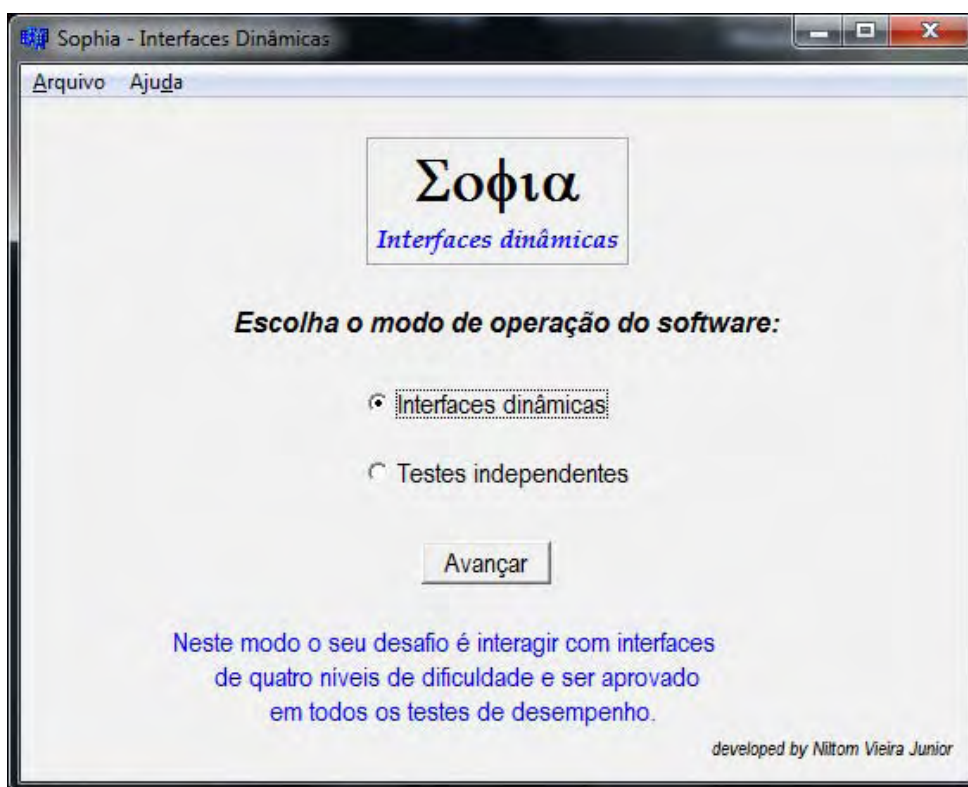 Sophia - Interfaces Dinâmicas
Arquivo Ajuda
Σοφια
Interfaces dinâmicas
Escolha o modo de operação do software:
Interfaces dinâmicas
Testes independentes
Avançar
Neste modo o seu desafio é interagir com interfaces
de quatro níveis de dificuldade e ser aprovado
em todos os testes de desempenho.
developed by Niltom Vieira Junior